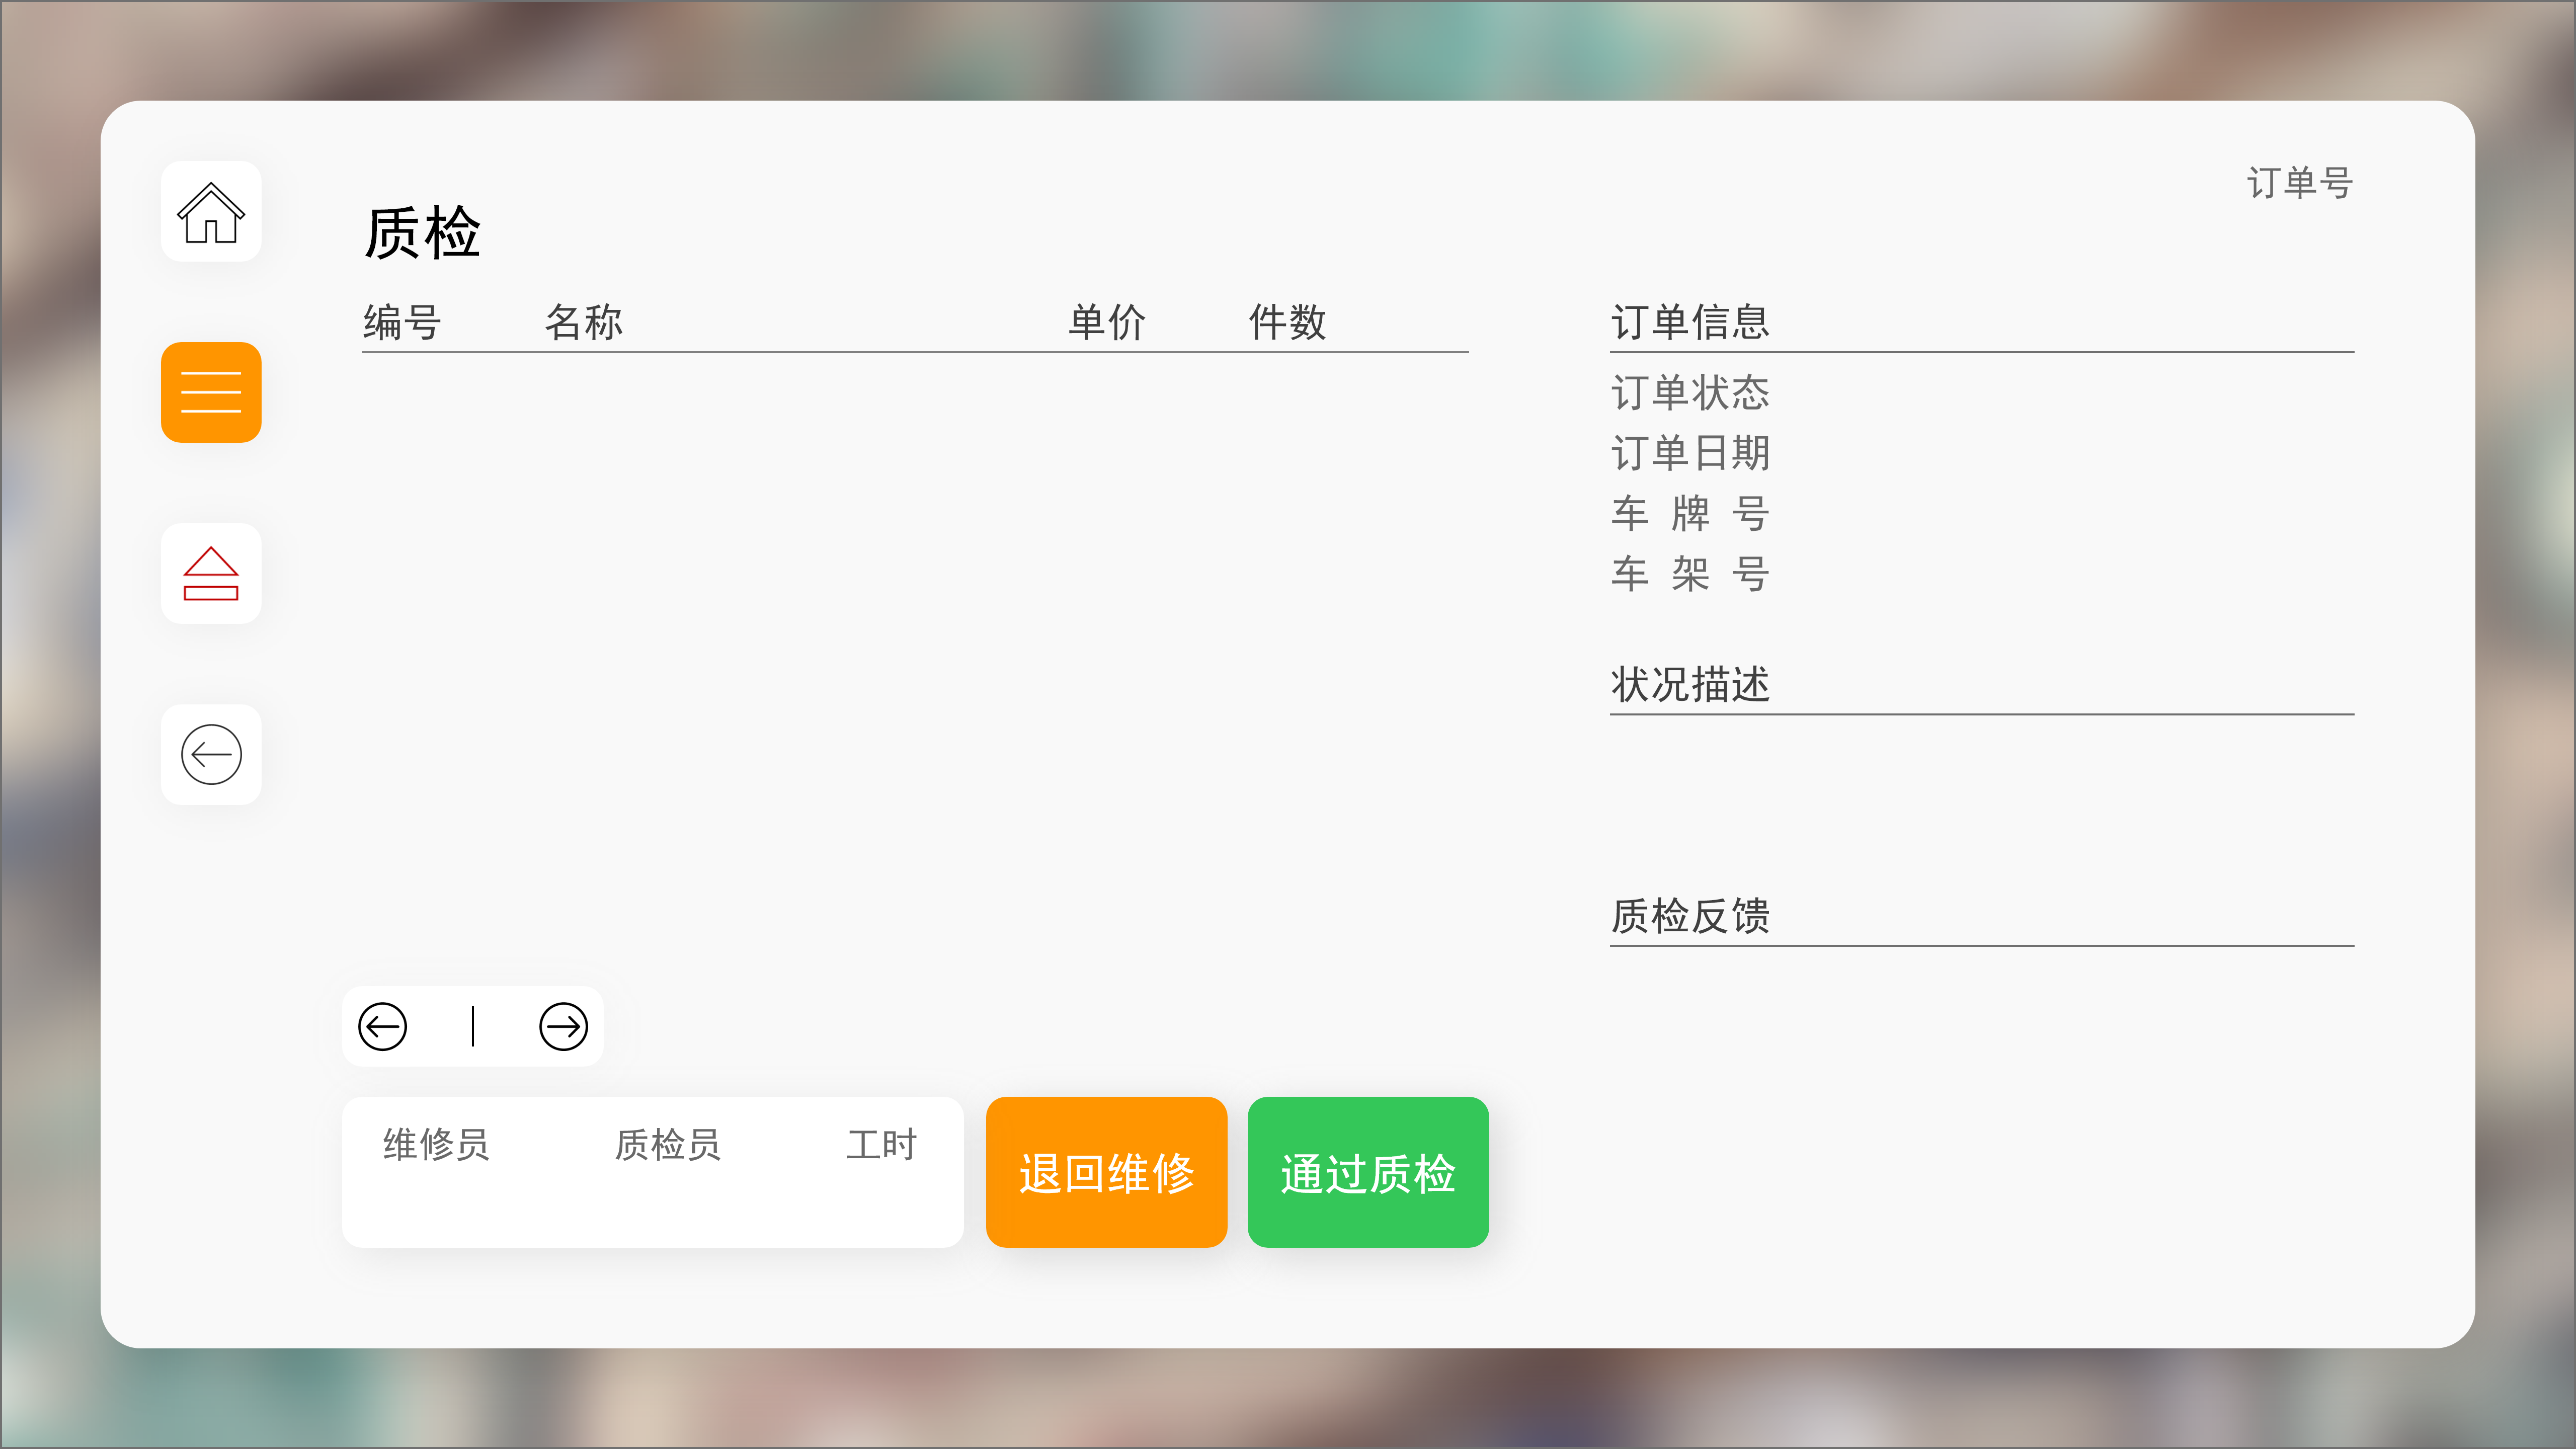 订单号
质检
编号 名称 单价 件数
订单信息
订单状态
订单日期
车 牌 号
车 架 号
状况描述
质检反馈
维修员 质检员 工时
退回维修
通过质检